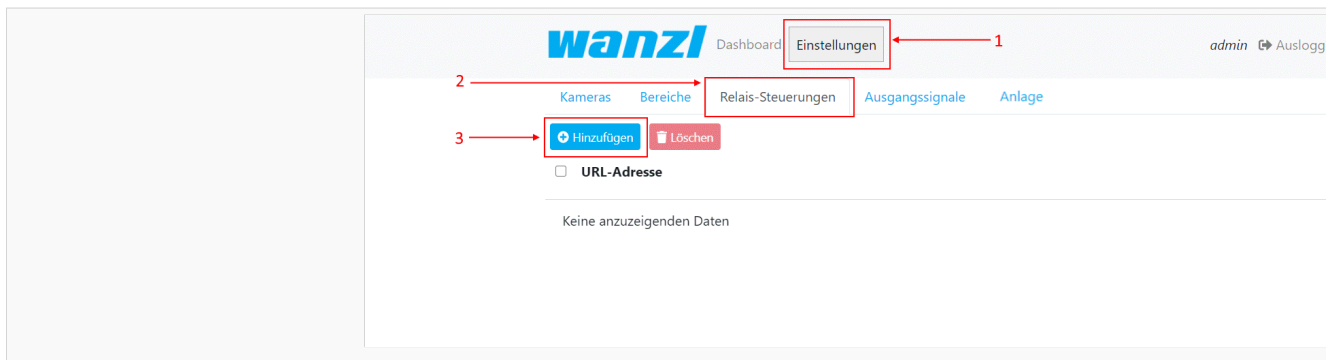 wanzl Dashboard Einstellungen 1 admin Auslogg
2
Kameras Bereiche Relais-Steuerungen Ausgangssignale Anlage
3 Hinzufügen Löschen
URL-Adresse
Keine anzuzeigenden Daten